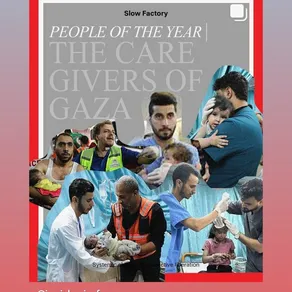 Slow Factory
PEOPLE OF THE YEAR |
THE CARE
GIVERS OF
GAZA